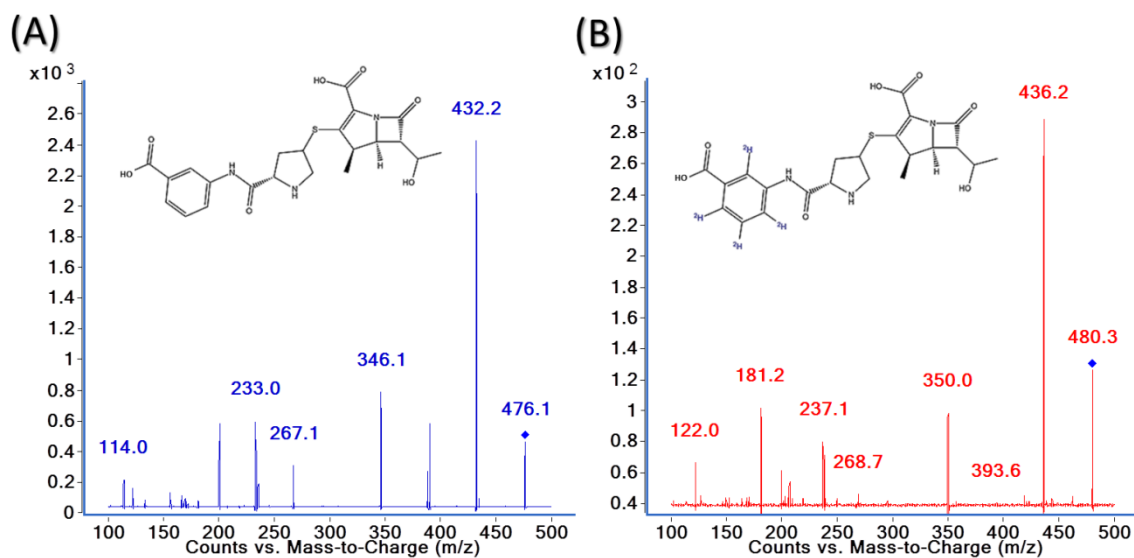 (A)
x10 3
2.6
2.4
2.2
2
1.8
1.6
1.4
1.2
1
0.8
0.6
0.4
0.2
0
100 150 200 250 300 350 400 450 500
Counts vs. Mass-to-Charge (m/z)
114.0
233.0
267.1
346.1
432.2
476.1
HO
O
O
N
H
S
HO
O
H
N
O
N
H
HO
(B)
x10 2
3
2.8
2.6
2.4
2.2
2
1.8
1.6
1.4
1.2
1
0.8
0.6
0.4
100 150 200 250 300 350 400 450 500
Counts vs. Mass-to-Charge (m/z)
122.0
181.2
237.1
268.7
350.0
393.6
436.2
480.3
HO
O
O
N
H
S
HO
O
2H
H
N
O
N
H
HO
2H
2H
2H